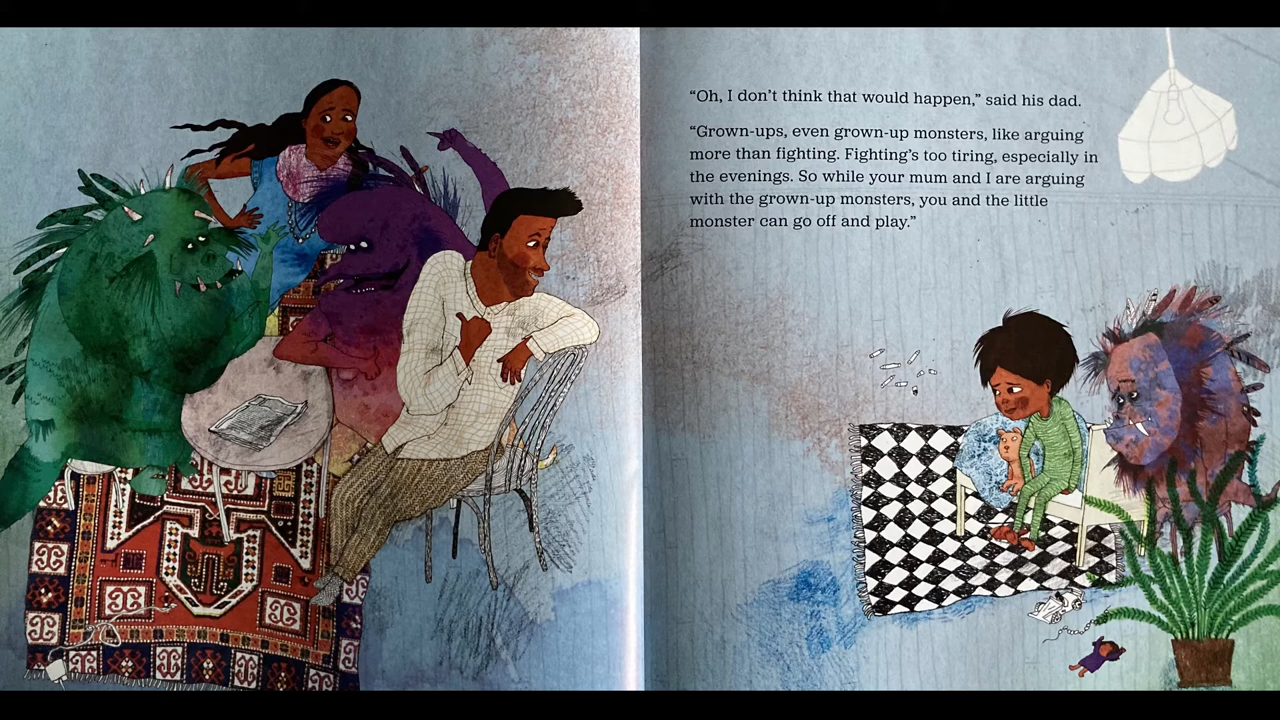 “Oh, I don’t think that would happen,” said his dad.
“Grown-ups, even grown-up monsters, like arguing
more than fighting. Fighting’s too tiring, especially in
the evenings. So while your mum and I are arguing
with the grown-up monsters, you and the little
monster can go off and play.”